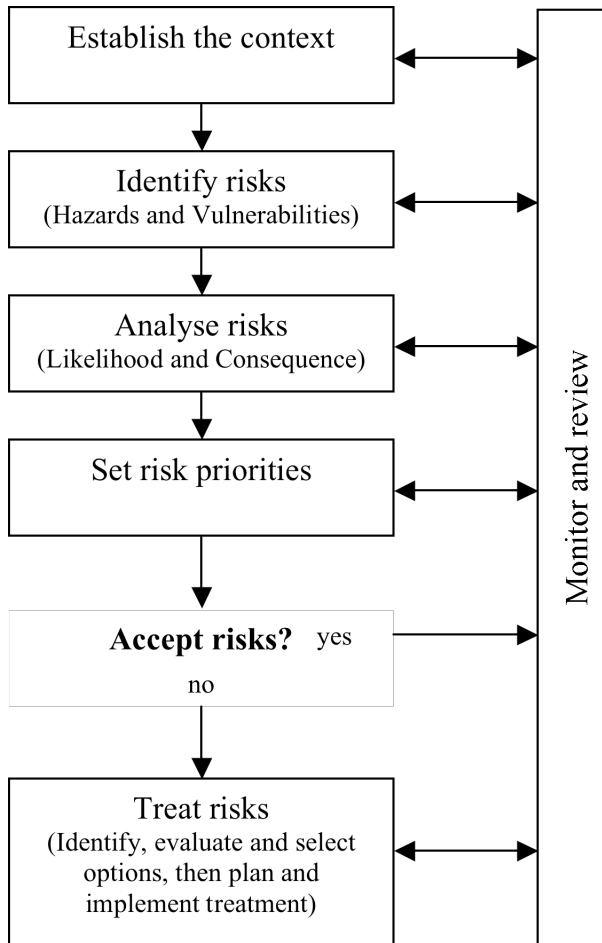 Establish the context
Identify risks
(Hazards and Vulnerabilities)
Analyse risks
(Likelihood and Consequence)
Set risk priorities
Accept risks? yes
no
Treat risks
(Identify, evaluate and select
options, then plan and
implement treatment)
Monitor and review